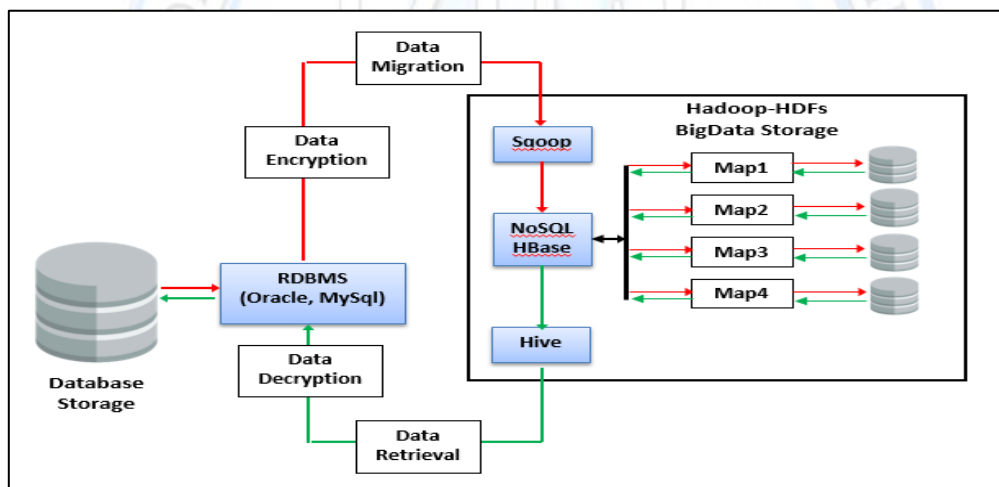 Data
Migration
Data
Encryption
Hadoop-HDFs
BigData Storage
Sqoop
Map1
Map2
NoSQL
HBase
Map3
Map4
RDBMS
(Oracle, MySql)
Hive
Data
Decryption
Database
Storage
Data
Retrieval